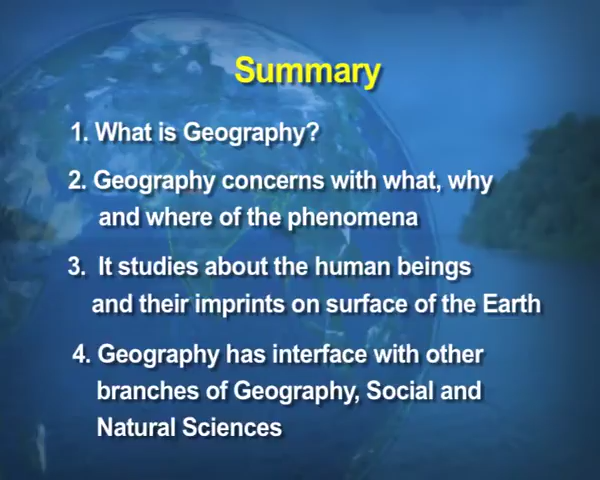 Summary
1. What is Geography?
2. Geography concerns with what, why
and where of the phenomena
3. It studies about the human beings
and their imprints on surface of the Earth
4. Geography has interface with other
branches of Geography, Social and
Natural Sciences